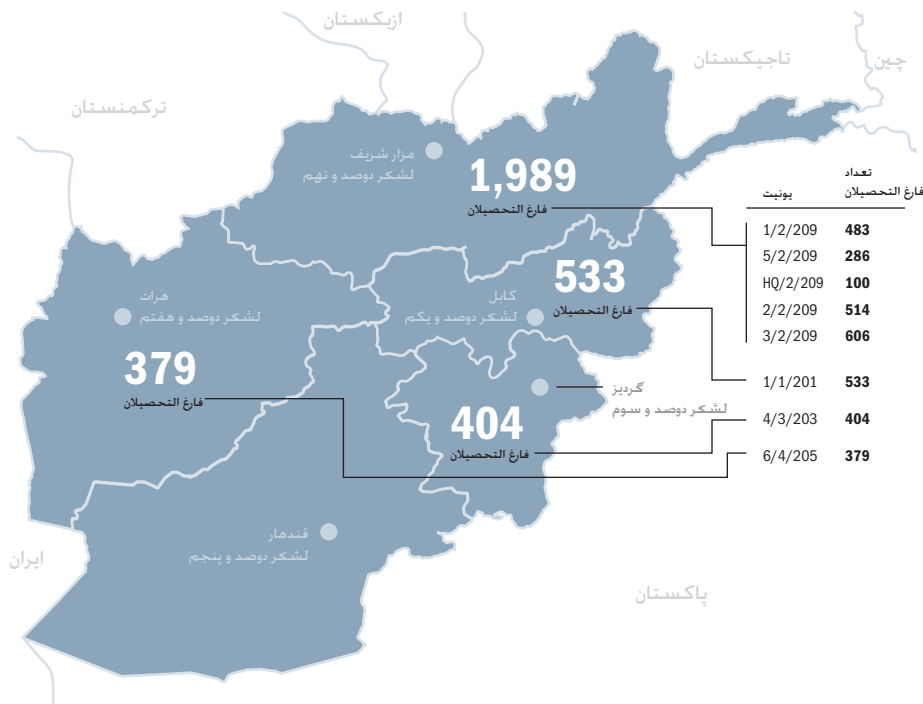 ازبکستان
تاجیکستان
چین
ترکمنستان
مزار شریف
لشکر دوصد و نهم
1,989
فارغ التحصیلان
533
فارغ التحصیلان
کابل
لشکر دوصد و یکم
هرات
لشکر دوصد و هفتم
379
فارغ التحصیلان
گردیز
لشکر دوصد و سوم
404
فارغ التحصیلان
قندهار
لشکر دوصد و پنجم
ایران
پاکستان
تعداد
یونیت فارغ التحصیلان
1/2/209 483
5/2/209 286
HQ/2/209 100
2/2/209 514
3/2/209 606
1/1/201 533
4/3/203 404
6/4/205 379